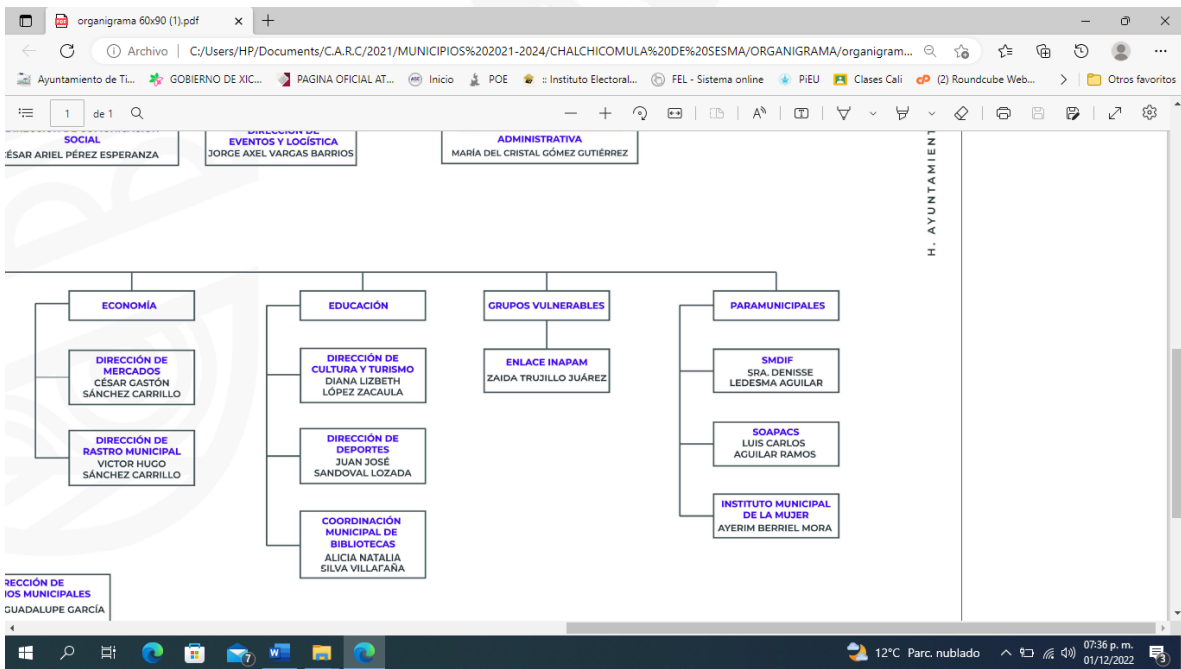 organigrama 60x90 (1).pdf
Archivo | C:/Users/HP/Documents/C.A.R.C/2021/MUNICIPIOS%202021-2024/CHALCHICOMULA%20DE%20SESMA/ORGANIGRAMA/organigram...
Ayuntamiento de Ti... GOBIERNO DE XIC... PAGINA OFICIAL AT... Inicio POE :: Instituto Electoral... FEL - Sistema online PiEU Clases Cali (2) Roundcube Web... Otros favoritos
1 de 1
SOCIAL
CÉSAR ARIEL PÉREZ ESPERANZA
DIRECCIÓN DE
EVENTOS Y LOGÍSTICA
JORGE AXEL VARGAS BARRIOS
ADMINISTRATIVA
MARÍA DEL CRISTAL GÓMEZ GUTIÉRREZ
H. AYUNTAMIENT
ECONOMÍA
DIRECCIÓN DE
MERCADOS
CÉSAR GASTÓN
SÁNCHEZ CARRILLO
DIRECCIÓN DE
RASTRO MUNICIPAL
VICTOR HUGO
SÁNCHEZ CARRILLO
EDUCACIÓN
DIRECCIÓN DE
CULTURA Y TURISMO
DIANA LIZBETH
LÓPEZ ZACAULA
DIRECCIÓN DE
DEPORTES
JUAN JOSÉ
SANDOVAL LOZADA
COORDINACIÓN
MUNICIPAL DE
BIBLIOTECAS
ALICIA NATALIA
SILVA VILLAFAÑA
GRUPOS VULNERABLES
ENLACE INAPAM
ZAIDA TRUJILLO JUÁREZ
PARAMUNICIPALES
SMDIF
SRA. DENISSE
LEDESMA AGUILAR
SOAPACS
LUIS CARLOS
AGUILAR RAMOS
INSTITUTO MUNICIPAL
DE LA MUJER
AYERIM BERRIEL MORA
RECCIÓN DE
IOS MUNICIPALES
GUADALUPE GARCÍA
12°C Parc. nublado
07:36 p. m.
01/12/2022